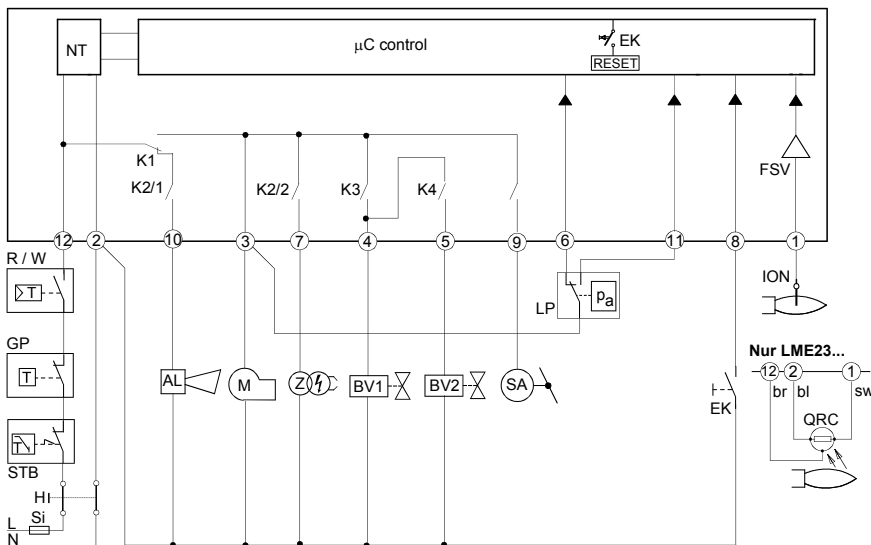 NT
µC control
EK
RESET
FSV
K1
K2/1
K2/2
K3
K4
12 2 10 3 7 4 5 9 6 11 8 1
R / W
T
LP
pa
ION
GP
T
AL
M
Z
BV1
BV2
SA
EK
Nur LME23...
12 2 1
br bl sw
QRC
T
STB
H
Si
L
N